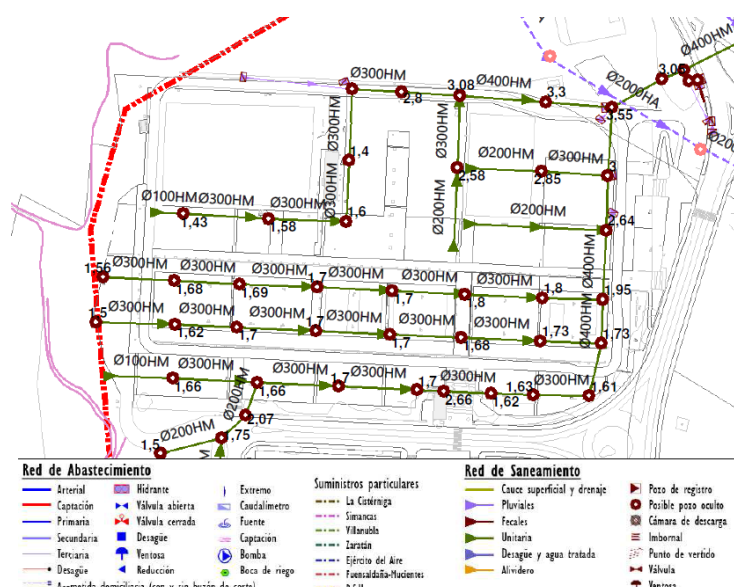 Ø400HM
3,08
Ø2000HA
Ø300HM
2,8
3,08
Ø400HM
3,3
3,55
Ø300HM
1,4
Ø300HM
Ø300HM
2,58
Ø200HM
2,85
Ø300HM
3
Ø100HM
Ø300HM
1,43
Ø300HM
1,58
1,6
Ø200HM
Ø200HM
2,64
1,56
Ø300HM
1,68
Ø300HM
1,69
Ø300HM
1,7
Ø300HM
1,7
Ø300HM
1,8
Ø300HM
1,8
Ø300HM
1,95
Ø400HM
1,5
Ø300HM
1,62
Ø300HM
1,7
Ø300HM
1,7
Ø300HM
1,7
Ø300HM
1,68
Ø300HM
1,73
Ø300HM
1,73
Ø400HM
Ø100HM
Ø300HM
1,66
Ø300HM
1,66
Ø300HM
1,7
Ø300HM
1,7
2,66
Ø300HM
1,62
1,63
Ø300HM
1,61
Ø200HM
2,07
1,5
Ø200HM
1,75
Red de Abastecimiento
Arterial
Captación
Primaria
Secundaria
Terciaria
Desagüe
Hidrante
Válvula abierta
Válvula cerrada
Desagüe
Ventosa
Reducción
Extremo
Caudalímetro
Fuente
Captación
Bomba
Boca de riego
Suministros particulares
La Cistérniga
Simancas
Villanubla
Zaratán
Ejército del Aire
Fuensaldaña-Mucientes
Red de Saneamiento
Cauce superficial y drenaje
Pluviales
Fecales
Unitaria
Desagüe y agua tratada
Aliviadero
Pozo de registro
Posible pozo oculto
Cámara de descarga
Imbornal
Punto de vertido
Válvula